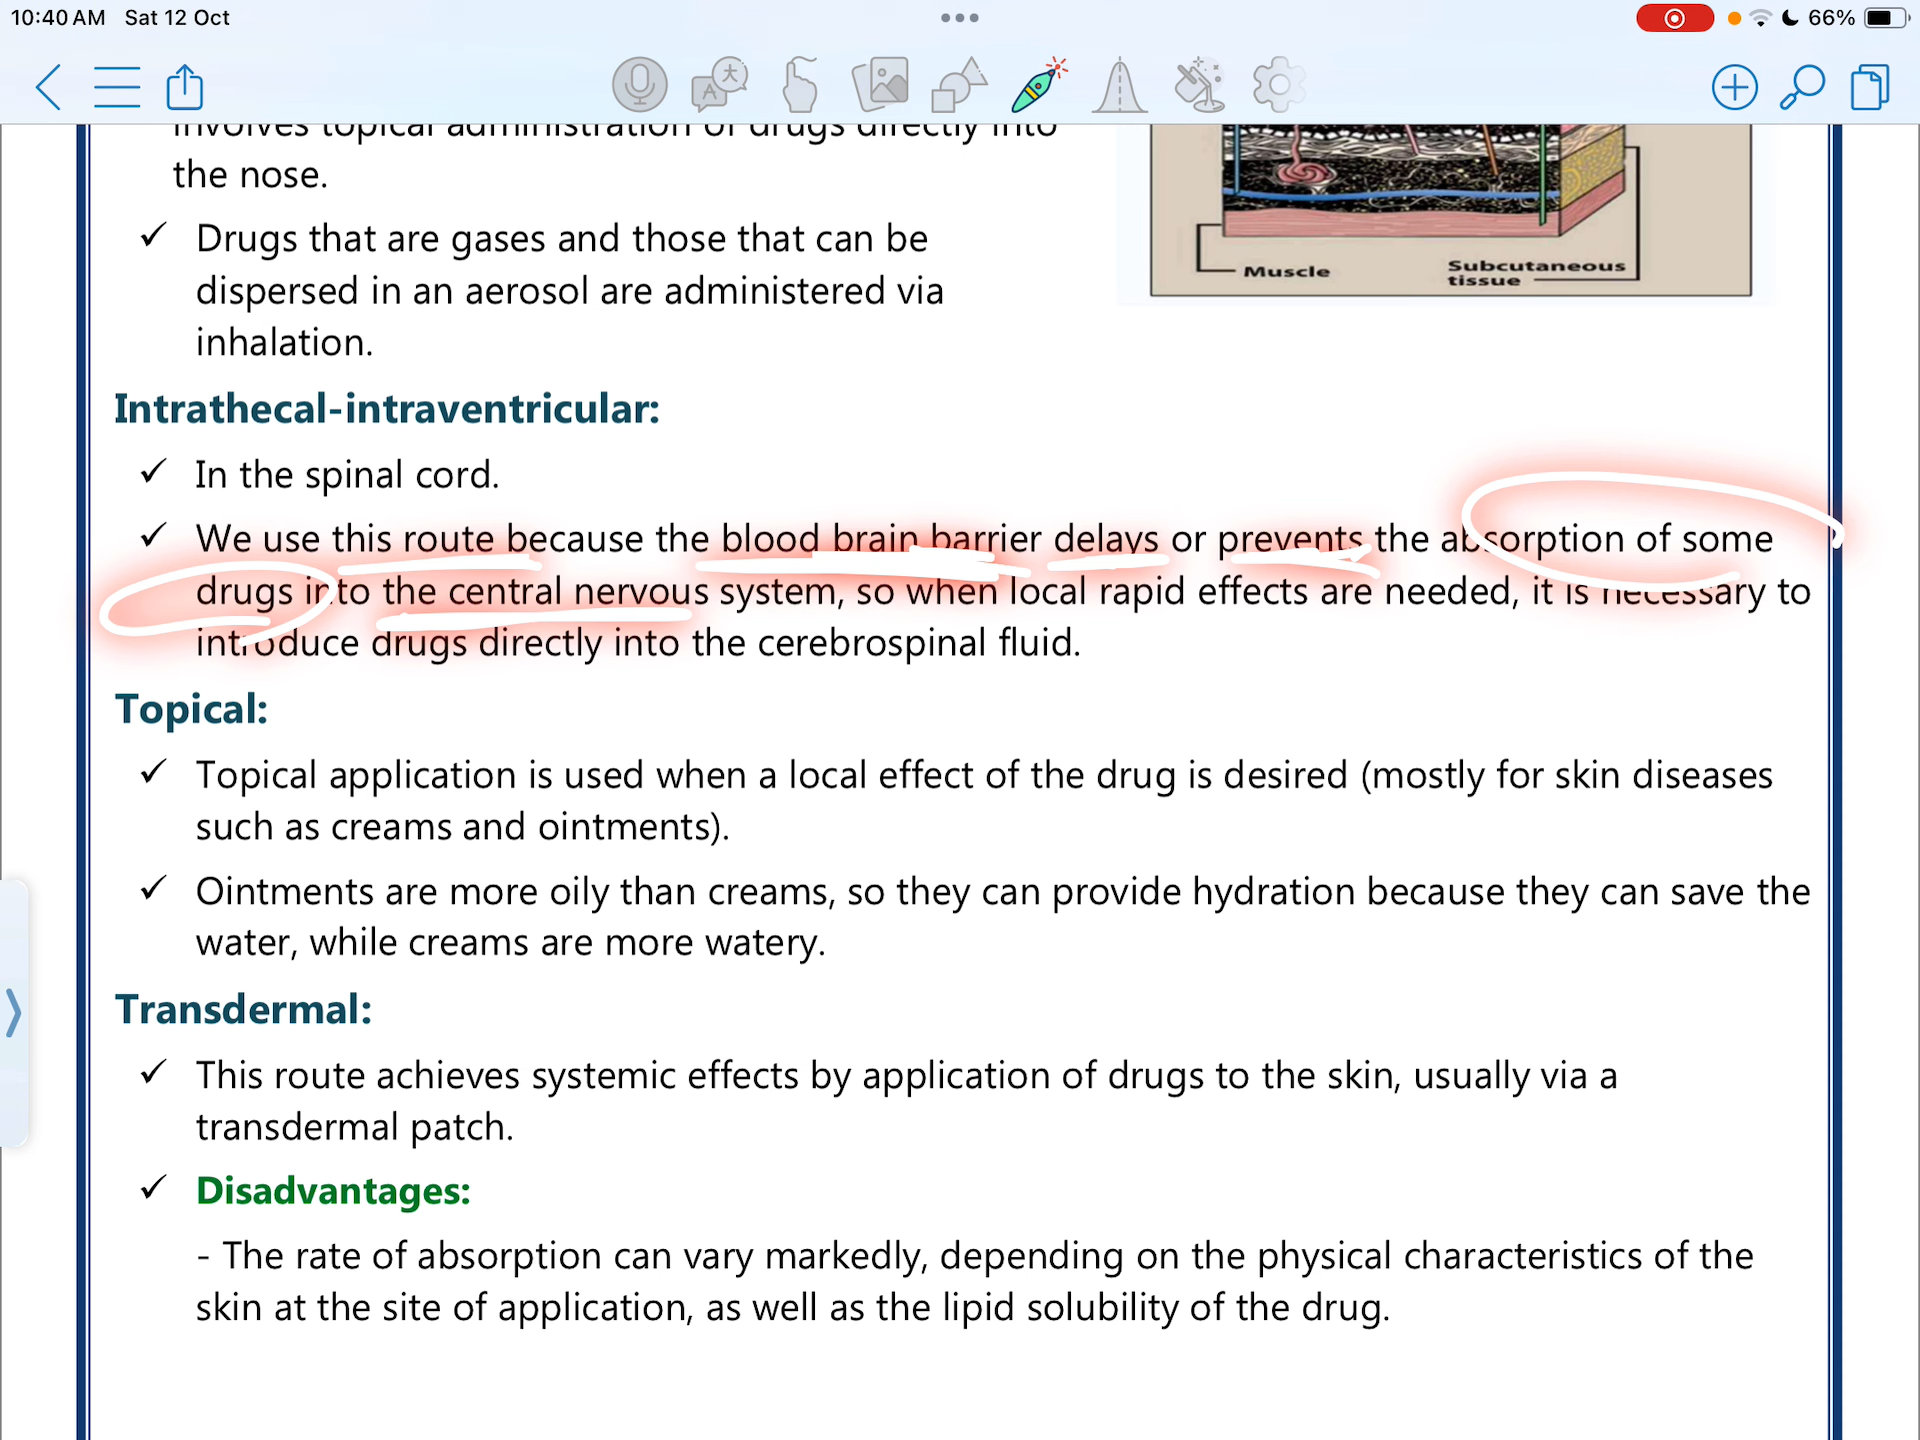 10:40 AM Sat 12 Oct
66%
involves topical administration of drugs directly into
the nose.
✓ Drugs that are gases and those that can be
dispersed in an aerosol are administered via
inhalation.
Muscle
Subcutaneous
tissue
Intrathecal-intraventricular:
✓ In the spinal cord.
✓ We use this route because the blood brain barrier delays or prevents the absorption of some
drugs into the central nervous system, so when local rapid effects are needed, it is necessary to
introduce drugs directly into the cerebrospinal fluid.
Topical:
✓ Topical application is used when a local effect of the drug is desired (mostly for skin diseases
such as creams and ointments).
✓ Ointments are more oily than creams, so they can provide hydration because they can save the
water, while creams are more watery.
Transdermal:
✓ This route achieves systemic effects by application of drugs to the skin, usually via a
transdermal patch.
✓ Disadvantages:
- The rate of absorption can vary markedly, depending on the physical characteristics of the
skin at the site of application, as well as the lipid solubility of the drug.